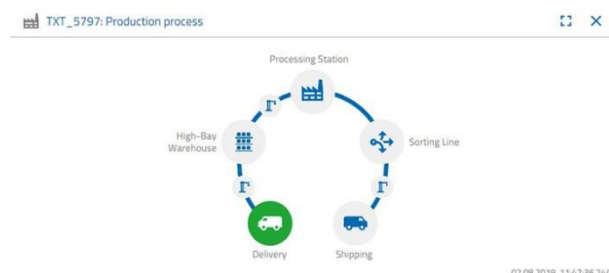 TXT_5797: Production process
Processing Station
High-Bay
Warehouse
Sorting Line
Delivery
Shipping